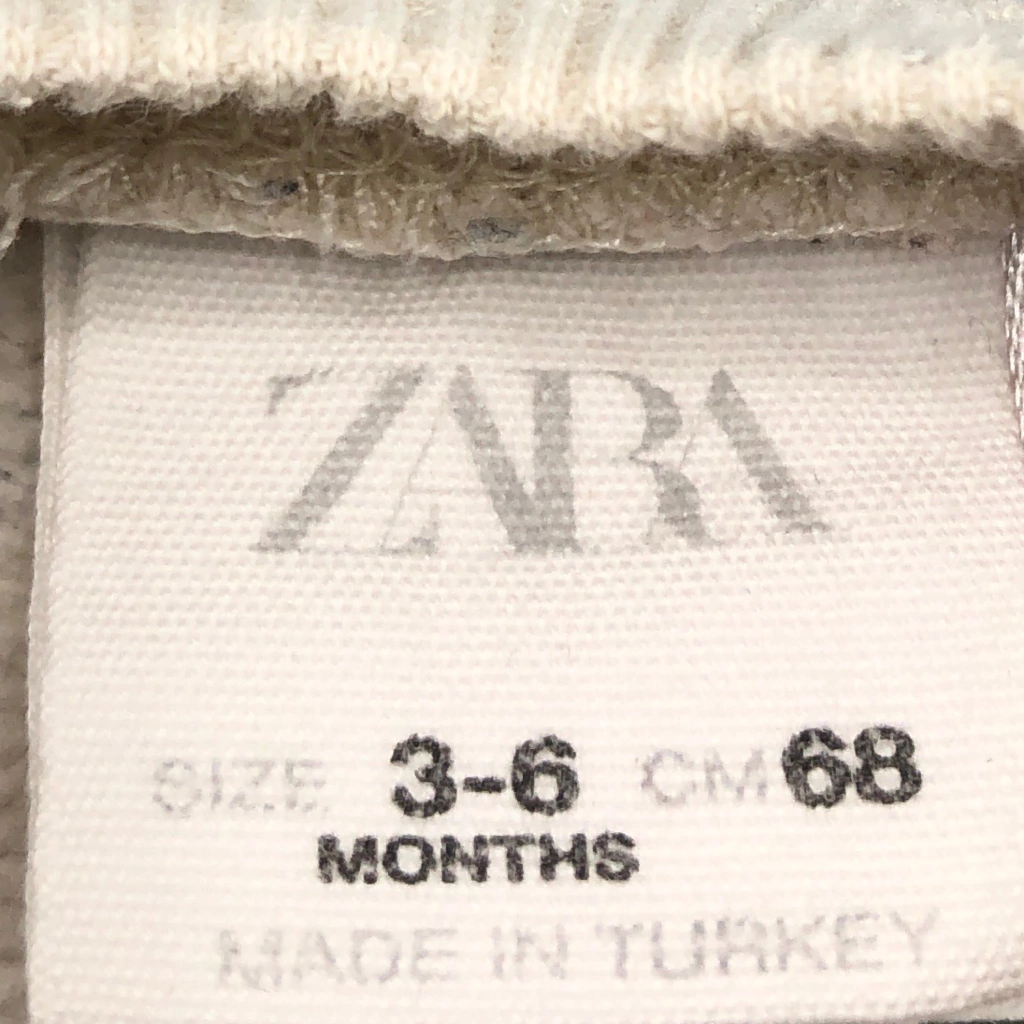 ZARA
SIZE 3-6 CM 68
MONTHS
MADE IN TURKEY